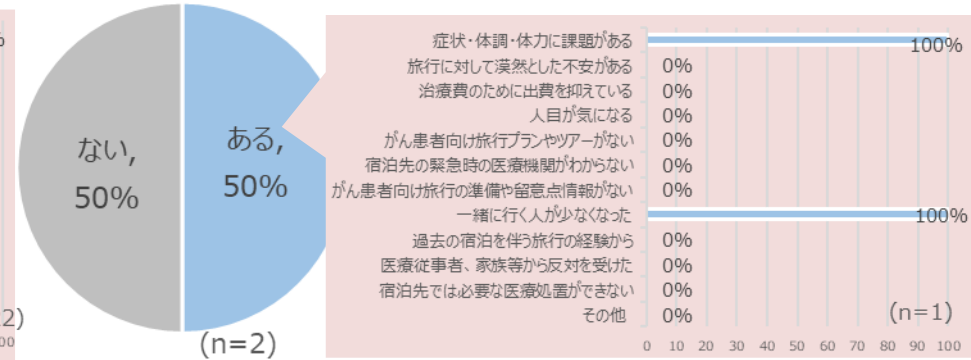 %
2)
00
ない,
50%
ある,
50%
(n=2)
症状・体調・体力に課題がある 100%
旅行に対して漠然とした不安がある 0%
治療費のために出費を抑えている 0%
人目が気になる 0%
がん患者向け旅行プランやツアーがない 0%
宿泊先の緊急時の医療機関がわからない 0%
がん患者向け旅行の準備や留意点情報がない 0%
一緒に行く人が少なくなった 100%
過去の宿泊を伴う旅行の経験から 0%
医療従事者、家族等から反対を受けた 0%
宿泊先では必要な医療処置ができない 0%
その他 0%
(n=1)
0 10 20 30 40 50 60 70 80 90 100